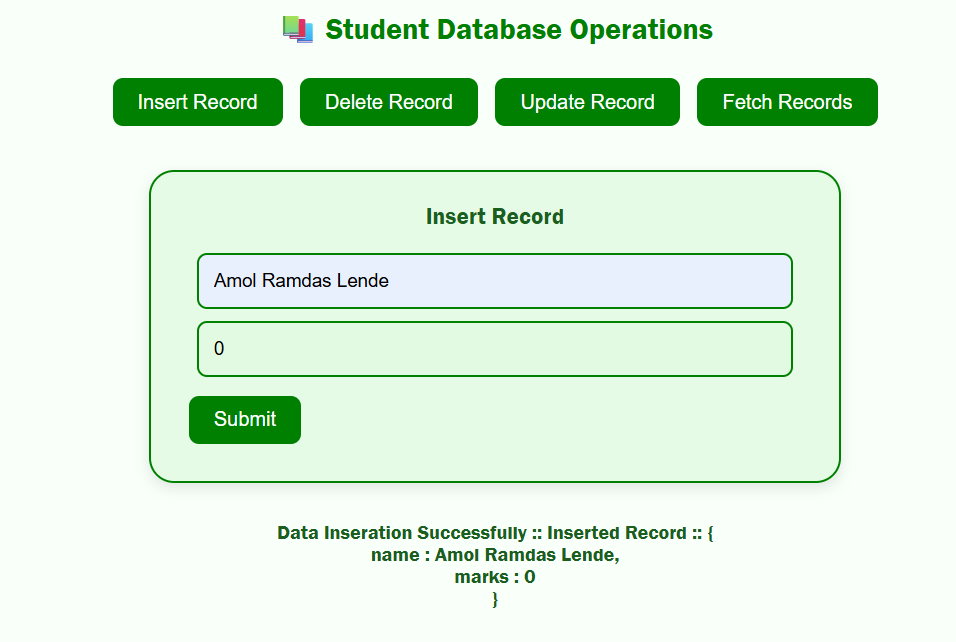 Student Database Operations
Insert Record
Delete Record
Update Record
Fetch Records
Insert Record
Amol Ramdas Lende
0
Submit
Data Inseration Successfully :: Inserted Record :: {
name : Amol Ramdas Lende,
marks : 0
}